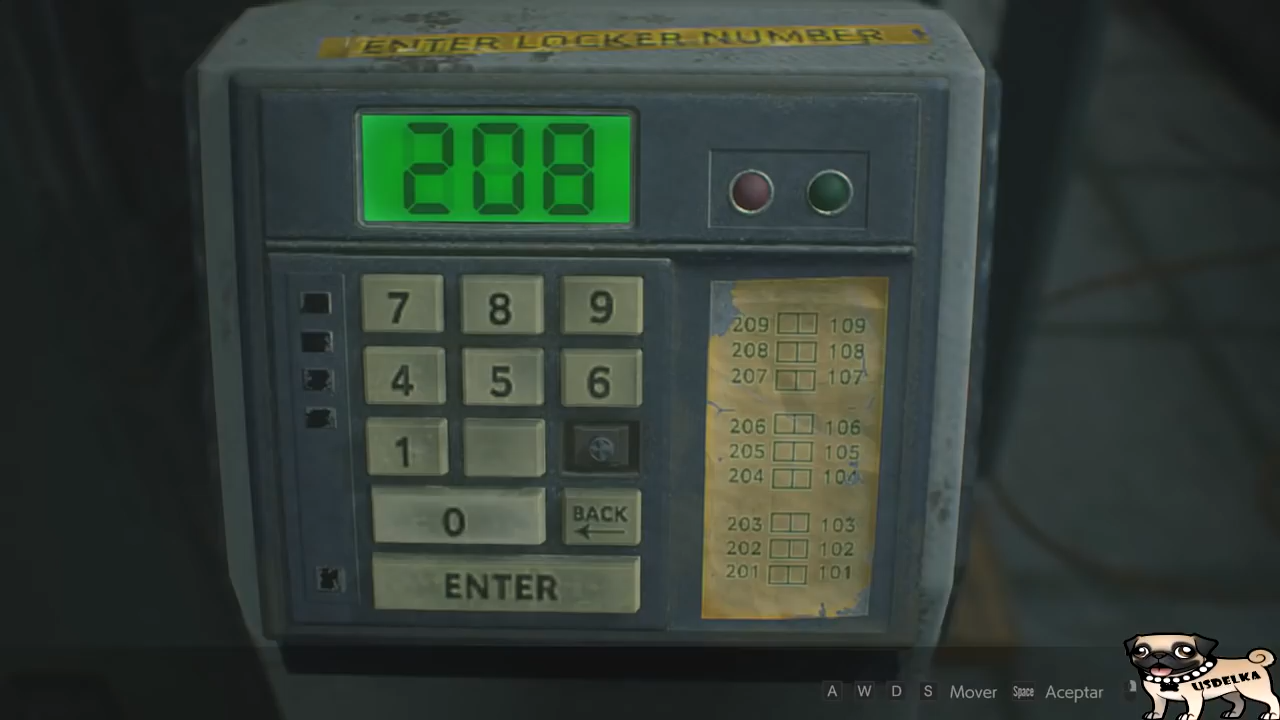 ENTER LOCKER NUMBER
208
7 8 9
4 5 6
1
0 BACK
ENTER
209 109
208 108
207 107
206 106
205 105
204 104
203 103
202 102
201 101
A W D S Mover Space Aceptar
USDELKA